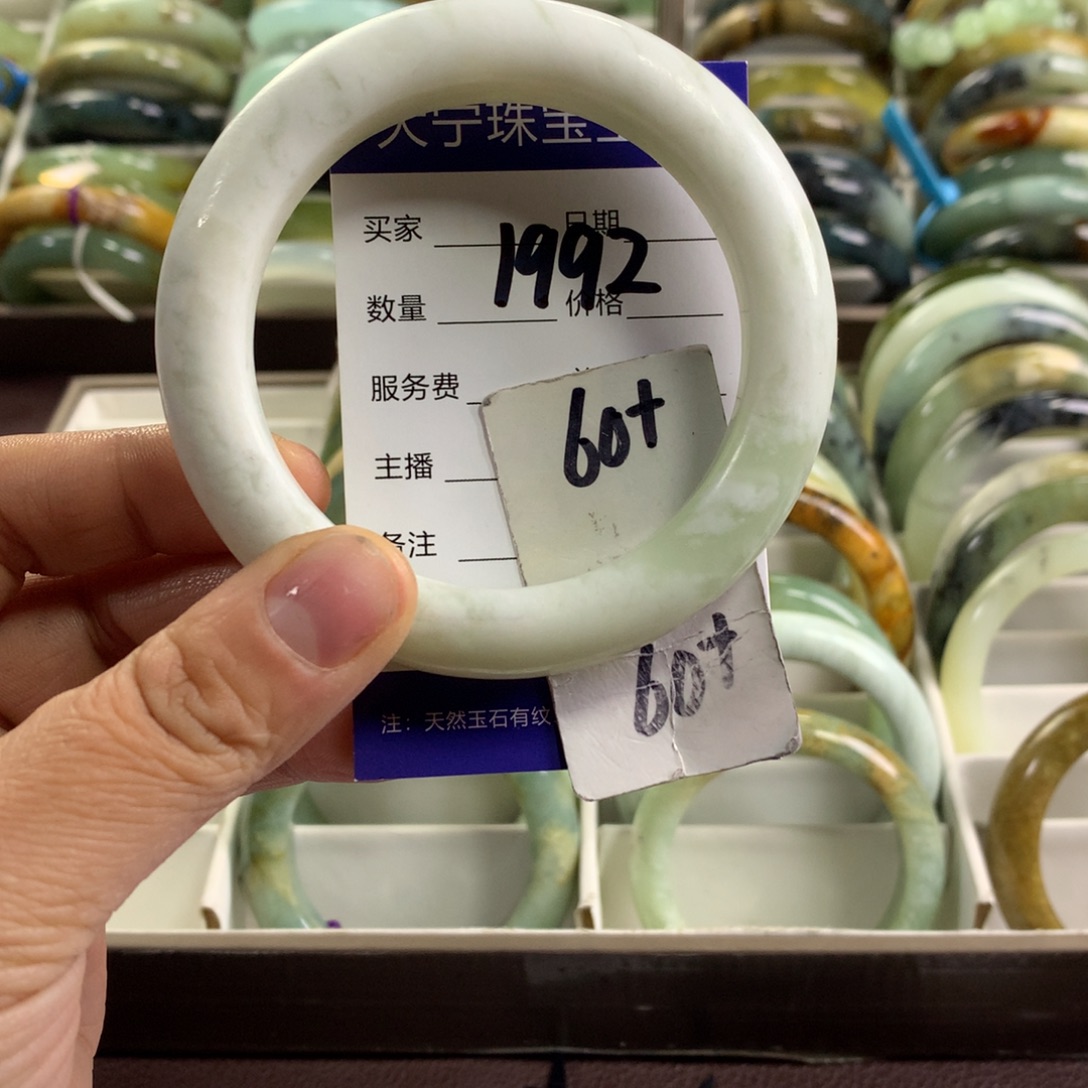 天宁珠宝
买家 日期
1992
数量 价格
服务费
60+
主播
备注
60+
注：天然玉石有纹